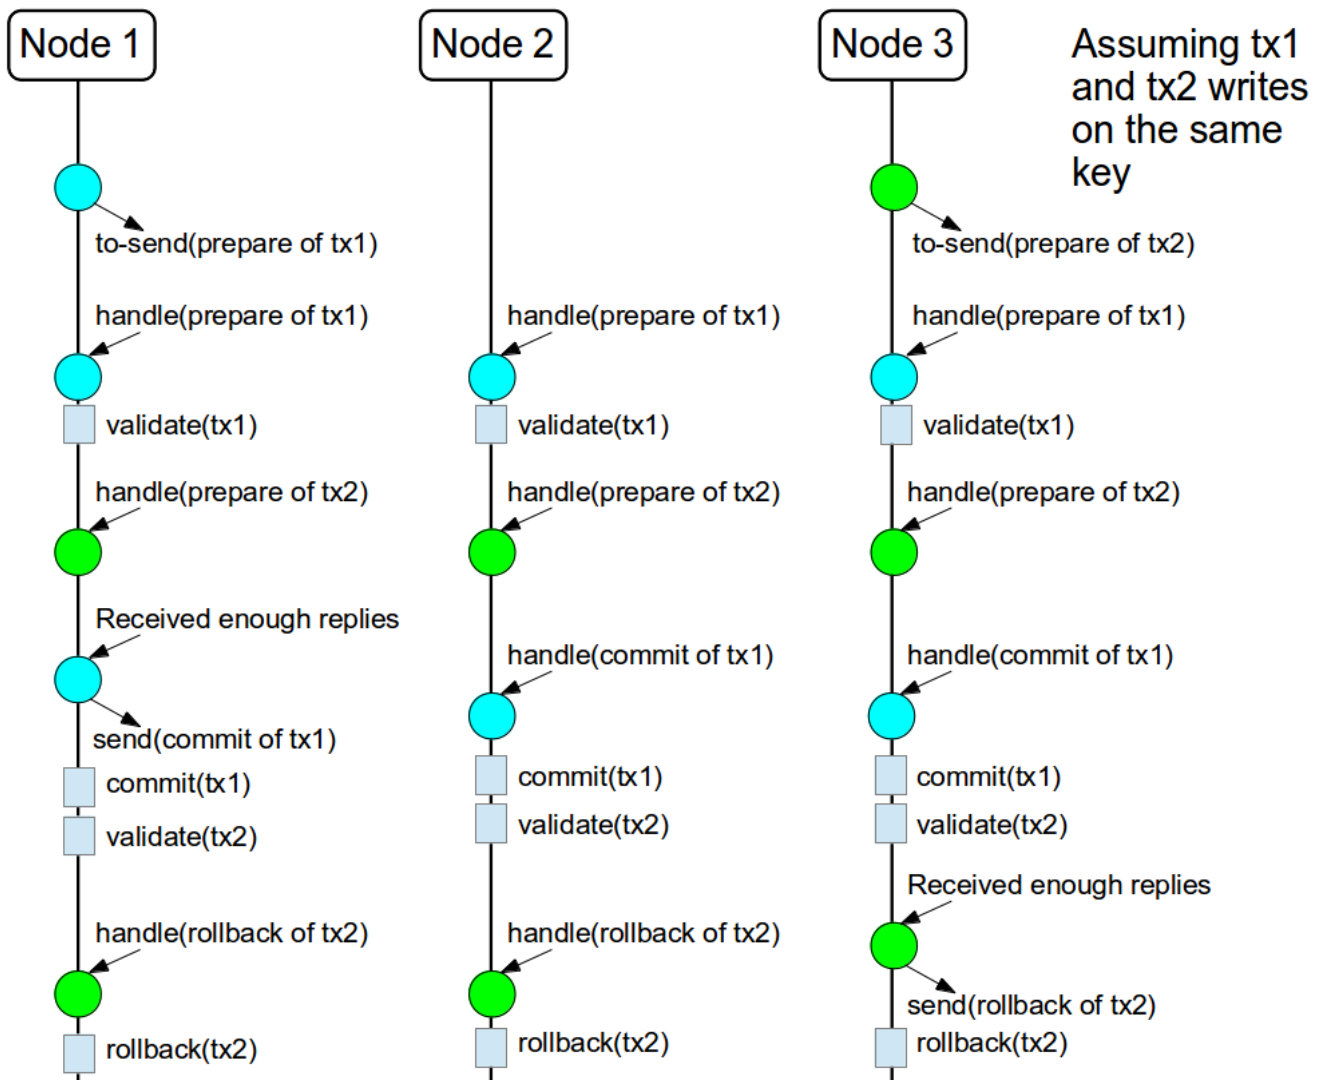 Node 1
Node 2
Node 3
Assuming tx1
and tx2 writes
on the same
key
to-send(prepare of tx1)
to-send(prepare of tx2)
handle(prepare of tx1)
handle(prepare of tx1)
handle(prepare of tx1)
validate(tx1)
validate(tx1)
validate(tx1)
handle(prepare of tx2)
handle(prepare of tx2)
handle(prepare of tx2)
Received enough replies
handle(commit of tx1)
handle(commit of tx1)
send(commit of tx1)
commit(tx1)
commit(tx1)
commit(tx1)
validate(tx2)
validate(tx2)
validate(tx2)
Received enough replies
handle(rollback of tx2)
handle(rollback of tx2)
send(rollback of tx2)
rollback(tx2)
rollback(tx2)
rollback(tx2)